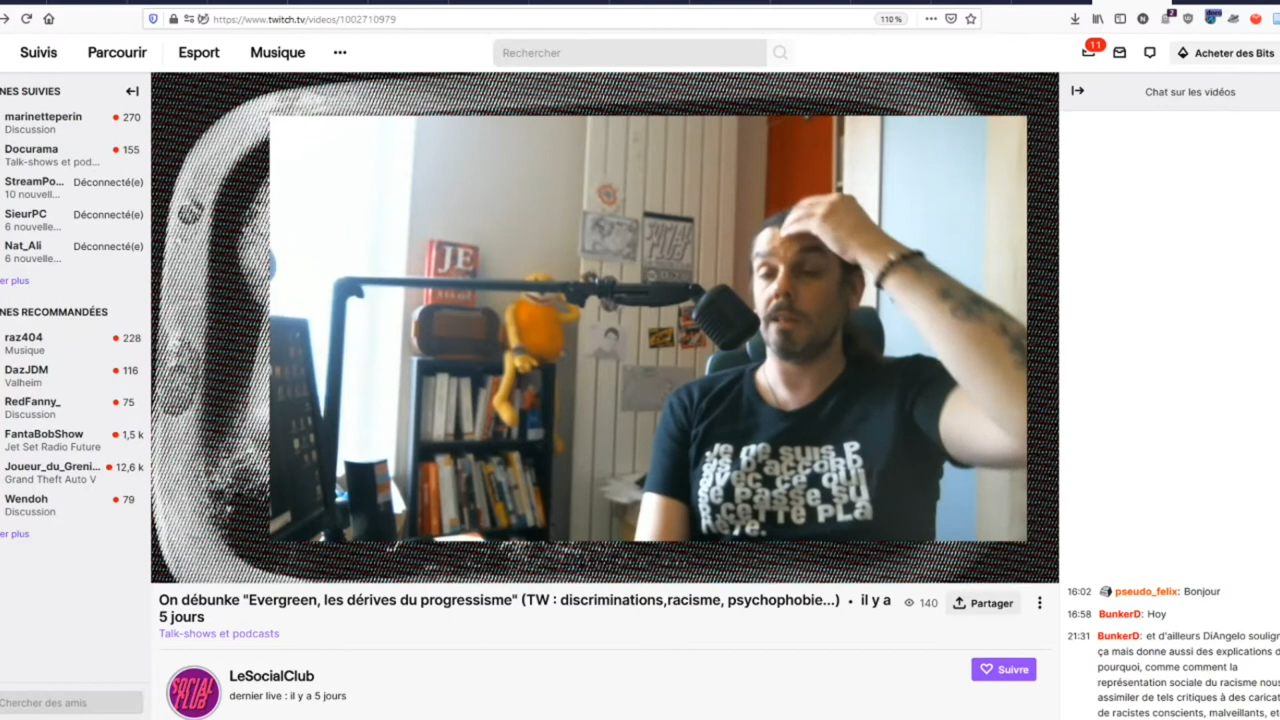 https://www.twitch.tv/videos/1002710979
110 %
2
Suivis
Parcourir
Esport
Musique
Rechercher
11
Acheter des Bits
NES SUIVIES
marinetteperin
270
Discussion
Docurama
155
Talk-shows et pod...
StreamPo...
Déconnecté(e)
10 nouvell...
SieurPC
Déconnecté(e)
6 nouvelle...
Nat_Ali
Déconnecté(e)
6 nouvelle...
er plus
NES RECOMMANDÉES
raz404
228
Musique
DazJDM
116
Valheim
RedFanny_
75
Discussion
FantaBobShow
1,5 k
Jet Set Radio Future
Joueur_du_Greni...
12,6 k
Grand Theft Auto V
Wendoh
79
Discussion
er plus
Chercher des amis
JE
SOCIAL
CLUB
Je ne suis p
as d'accord
avec ce qui
se passe su
r cette pla
nète.
On débunke "Evergreen, les dérives du progressisme" (TW : discriminations,racisme, psychophobie...) • il y a
5 jours
140
Partager
Talk-shows et podcasts
SOCIAL
CLUB
LeSocialClub
dernier live : il y a 5 jours
Suivre
Chat sur les vidéos
16:02 pseudo_felix: Bonjour
16:58 BunkerD: Hoy
21:31 BunkerD: et d'ailleurs DiAngelo soulign
ça mais donne aussi des explications d
pourquoi, comme comment la
représentation sociale du racisme nous
assimiler de tels critiques à des caricat
de racistes conscients, malveillants, etc